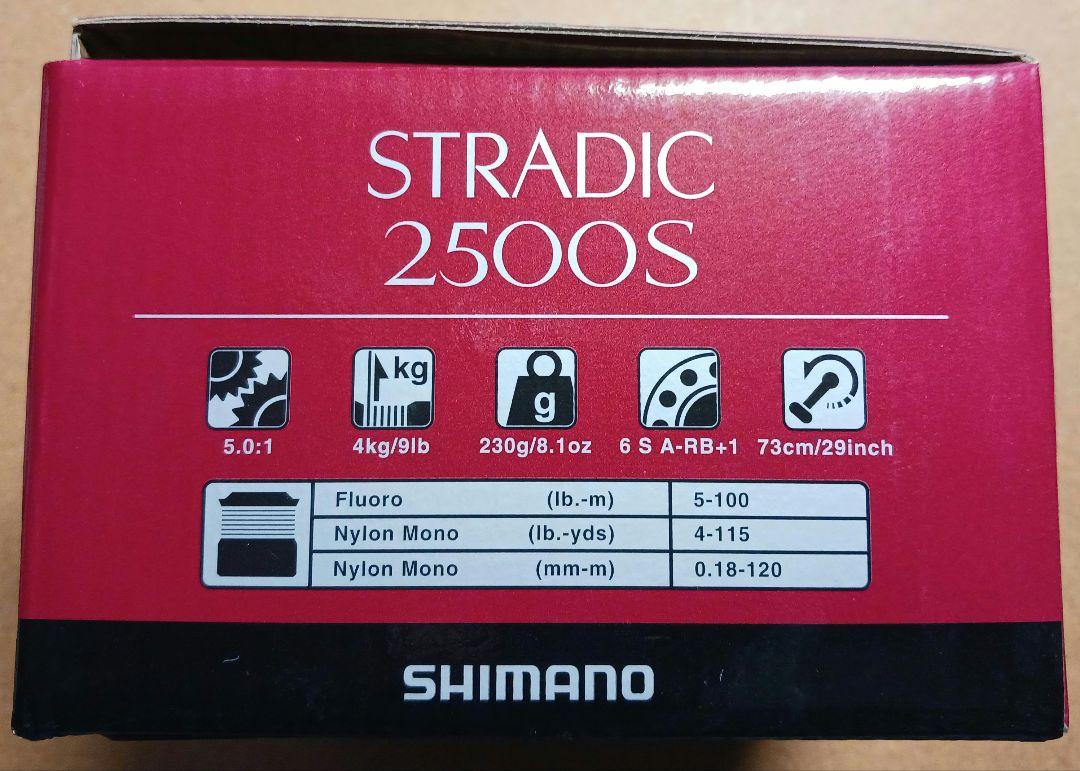 STRADIC
2500S
kg
g
5.0:1 4kg/9lb 230g/8.1oz 6 S A-RB+1 73cm/29inch
Fluoro (lb.-m) 5-100
Nylon Mono (lb.-yds) 4-115
Nylon Mono (mm-m) 0.18-120
SHIMANO